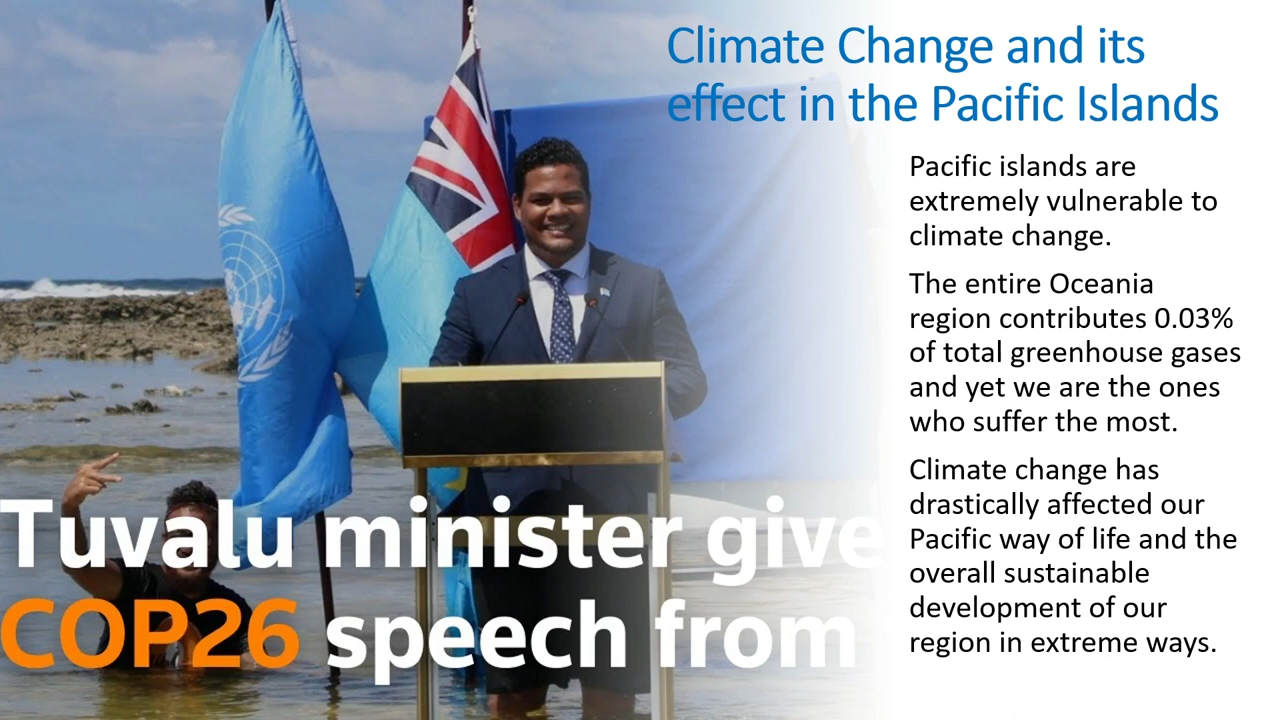 Climate Change and its
effect in the Pacific Islands
Pacific islands are
extremely vulnerable to
climate change.
The entire Oceania
region contributes 0.03%
of total greenhouse gases
and yet we are the ones
who suffer the most.
Climate change has
drastically affected our
Pacific way of life and the
overall sustainable
development of our
region in extreme ways.
Tuvalu minister give
COP26 speech from